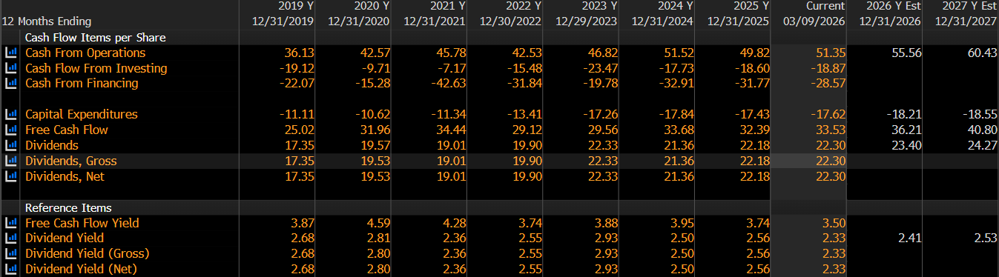 2019 Y 2020 Y 2021 Y 2022 Y 2023 Y 2024 Y 2025 Y Current 2026 Y Est 2027 Y Est
12 Months Ending 12/31/2019 12/31/2020 12/31/2021 12/30/2022 12/29/2023 12/31/2024 12/31/2025 03/09/2026 12/31/2026 12/31/2027
Cash Flow Items per Share
Cash From Operations 36.13 42.57 45.78 42.53 46.82 51.52 49.82 51.35 55.56 60.43
Cash Flow From Investing -19.12 -9.71 -7.17 -15.48 -23.47 -17.73 -18.60 -18.87
Cash From Financing -22.07 -15.28 -42.63 -31.84 -19.78 -32.91 -31.77 -28.57
Capital Expenditures -11.11 -10.62 -11.34 -13.41 -17.26 -17.84 -17.43 -17.62 -18.21 -18.55
Free Cash Flow 25.02 31.96 34.44 29.12 29.56 33.68 32.39 33.53 36.21 40.80
Dividends 17.35 19.57 19.01 19.90 22.33 21.36 22.18 22.30 23.40 24.27
Dividends, Gross 17.35 19.53 19.01 19.90 22.33 21.36 22.18 22.30
Dividends, Net 17.35 19.53 19.01 19.90 22.33 21.36 22.18 22.30
Reference Items
Free Cash Flow Yield 3.87 4.59 4.28 3.74 3.88 3.95 3.74 3.50
Dividend Yield 2.68 2.81 2.36 2.55 2.93 2.50 2.56 2.33 2.41 2.53
Dividend Yield (Gross) 2.68 2.80 2.36 2.55 2.93 2.50 2.56 2.33
Dividend Yield (Net) 2.68 2.80 2.36 2.55 2.93 2.50 2.56 2.33